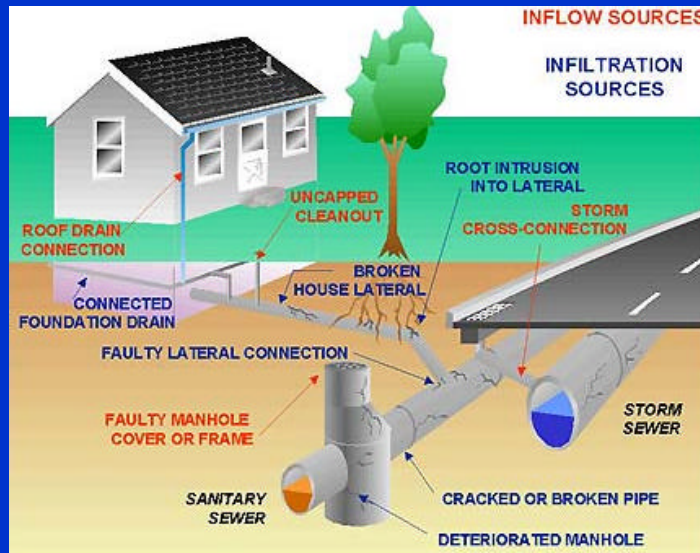 INFLOW SOURCES
INFILTRATION
SOURCES
ROOT INTRUSION
INTO LATERAL
UNCAPPED
CLEANOUT
STORM
CROSS-CONNECTION
ROOF DRAIN
CONNECTION
BROKEN
HOUSE LATERAL
CONNECTED
FOUNDATION DRAIN
FAULTY LATERAL CONNECTION
FAULTY MANHOLE
COVER OR FRAME
STORM
SEWER
SANITARY
SEWER
CRACKED OR BROKEN PIPE
DETERIORATED MANHOLE